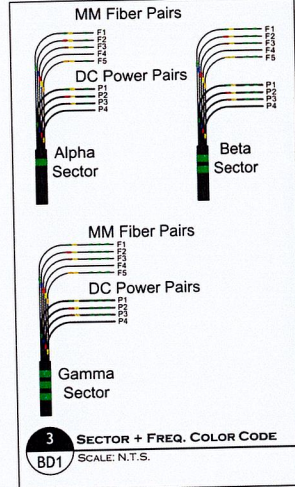 MM Fiber Pairs
F1
F2
F3
F4
F5
DC Power Pairs
P1
P2
P3
P4
Alpha
Sector
F1
F2
F3
F4
F5
P1
P2
P3
P4
Beta
Sector
MM Fiber Pairs
F1
F2
F3
F4
F5
DC Power Pairs
P1
P2
P3
P4
Gamma
Sector
3
BD1
SECTOR + FREQ. COLOR CODE
SCALE: N.T.S.